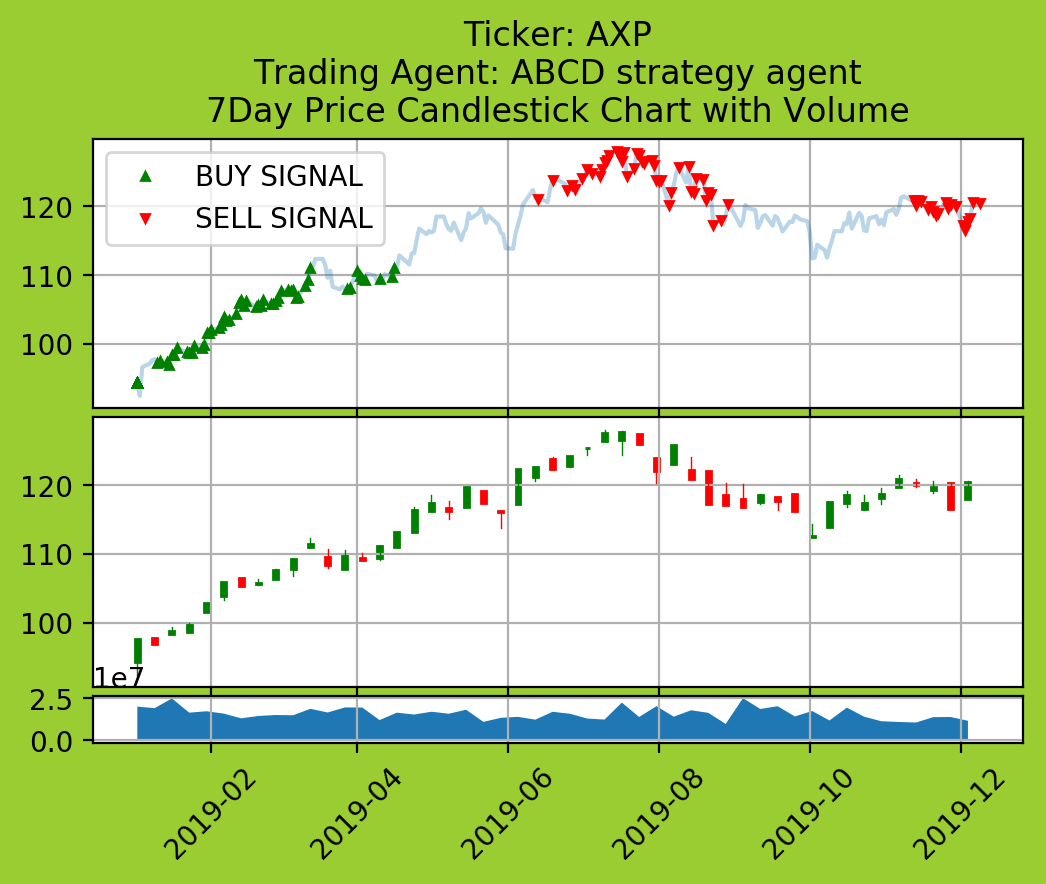 Ticker: AXP
Trading Agent: ABCD strategy agent
7Day Price Candlestick Chart with Volume
BUY SIGNAL
SELL SIGNAL
120
110
100
120
110
100
1e7
2.5
0.0
2019-02
2019-04
2019-06
2019-08
2019-10
2019-12